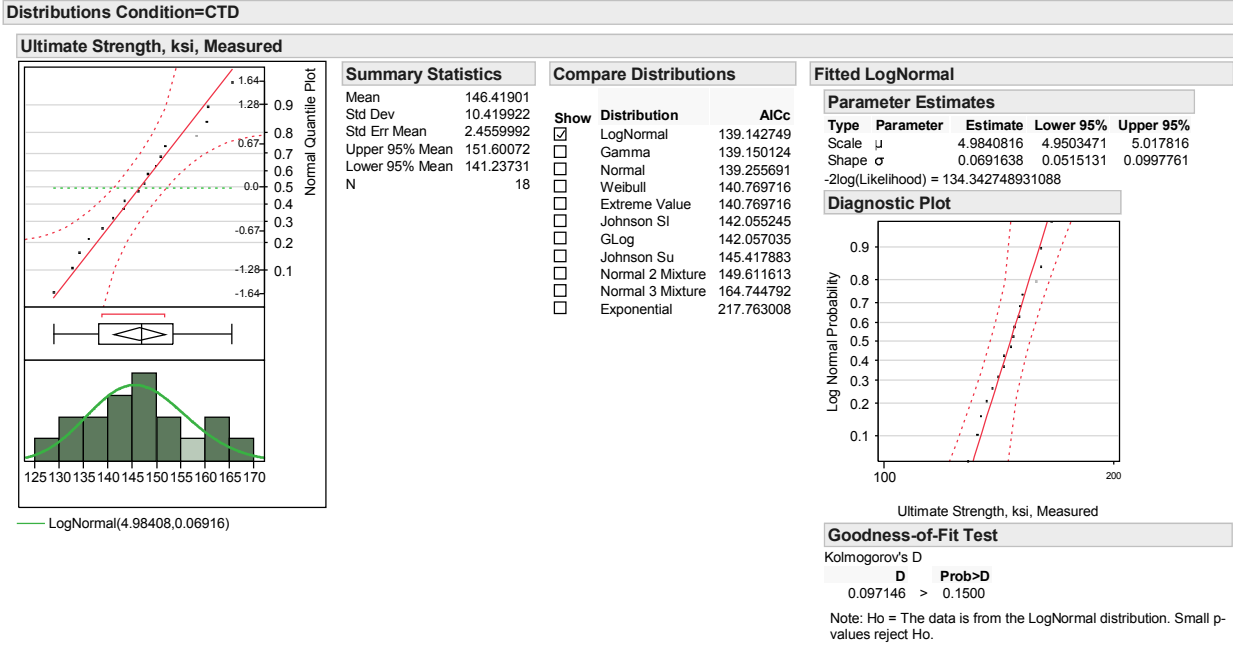 Distributions Condition=CTD
Ultimate Strength, ksi, Measured
1.64
1.28
0.67
0.0
-0.67
-1.28
-1.64
0.9
0.8
0.7
0.6
0.5
0.4
0.3
0.2
0.1
Normal Quantile Plot
125 130 135 140 145 150 155 160 165 170
LogNormal(4.98408,0.06916)
Summary Statistics
Mean 146.41901
Std Dev 10.419922
Std Err Mean 2.4559992
Upper 95% Mean 151.60072
Lower 95% Mean 141.23731
N 18
Compare Distributions
Show Distribution AICc
LogNormal 139.142749
Gamma 139.150124
Normal 139.255691
Weibull 140.769716
Extreme Value 140.769716
Johnson Sl 142.055245
GLog 142.057035
Johnson Su 145.417883
Normal 2 Mixture 149.611613
Normal 3 Mixture 164.744792
Exponential 217.763008
Fitted LogNormal
Parameter Estimates
Type Parameter Estimate Lower 95% Upper 95%
Scale μ 4.9840816 4.9503471 5.017816
Shape σ 0.0691638 0.0515131 0.0997761
-2log(Likelihood) = 134.342748931088
Diagnostic Plot
Log Normal Probability
0.9
0.8
0.7
0.6
0.5
0.4
0.3
0.2
0.1
100 200
Ultimate Strength, ksi, Measured
Goodness-of-Fit Test
Kolmogorov's D
D Prob>D
0.097146 > 0.1500
Note: Ho = The data is from the LogNormal distribution. Small p-
values reject Ho.